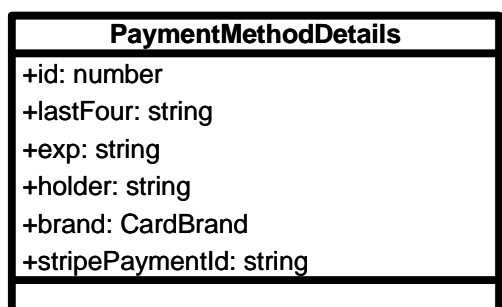 PaymentMethodDetails
+id: number
+lastFour: string
+exp: string
+holder: string
+brand: CardBrand
+stripePaymentId: string